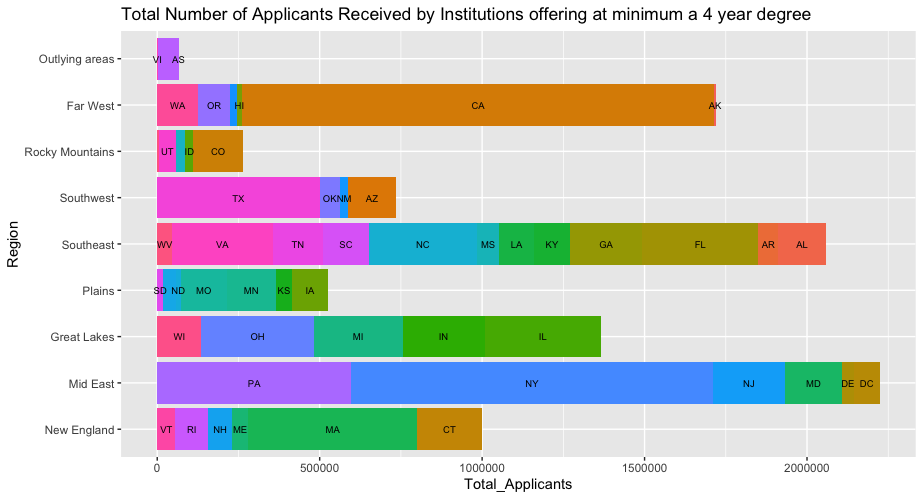 Total Number of Applicants Received by Institutions offering at minimum a 4 year degree
Region
Outlying areas
VI AS
Far West
WA OR HI CA AK
Rocky Mountains
UT ID CO
Southwest
TX OK NM AZ
Southeast
WV VA TN SC NC MS LA KY GA FL AR AL
Plains
SD ND MO MN KS IA
Great Lakes
WI OH MI IN IL
Mid East
PA NY NJ MD DE DC
New England
VT RI NH ME MA CT
0 500000 1000000 1500000 2000000
Total_Applicants